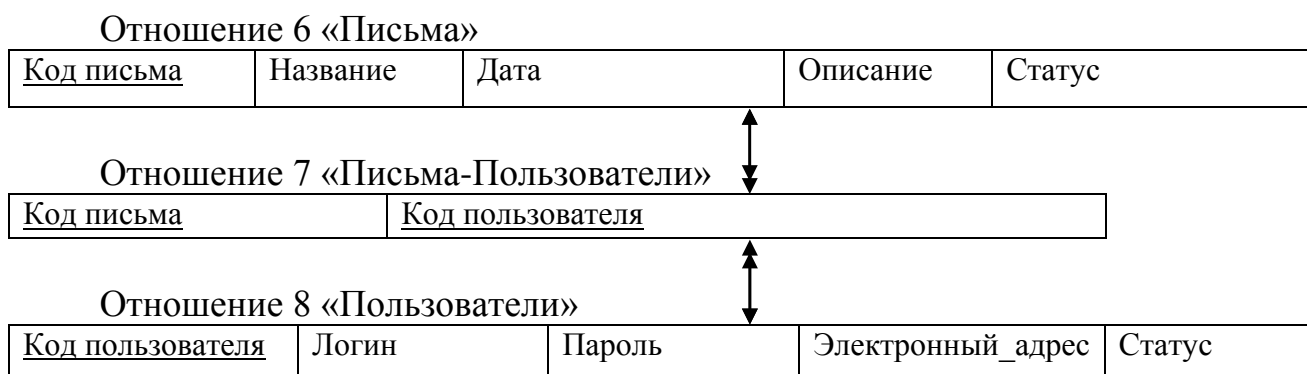 Отношение 6 «Письма»
Код письма Название Дата Описание Статус
Отношение 7 «Письма-Пользователи»
Код письма Код пользователя
Отношение 8 «Пользователи»
Код пользователя Логин Пароль Электронный_адрес Статус